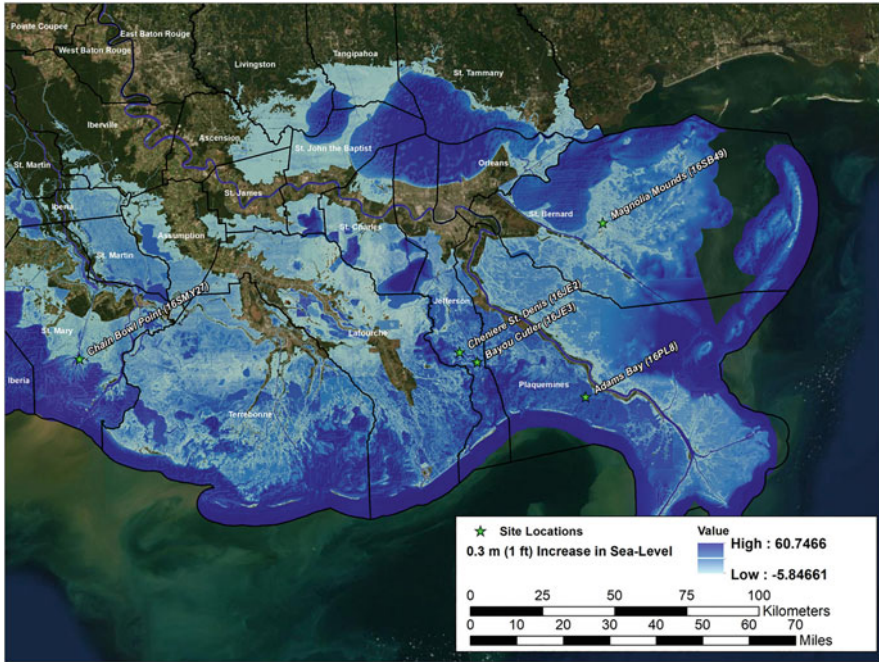 Pointe Coupee
East Baton Rouge
West Baton Rouge
Tangipahoa
Livingston
St. Tammany
Iberville
Ascension
St. Martin
St. John the Baptist
Orleans
Magnolia Mounds (16SB49)
St. James
Iberia
St. Bernard
Assumption
St. Charles
St. Martin
Chain Bowl Point (16SMY27)
Jefferson
Cheniere St. Denis (16JE2)
St. Mary
Lafourche
Bayou Cutler (16JE3)
Iberia
Plaquemines
Adams Bay (16PL8)
Terrebonne
Site Locations
0.3 m (1 ft) Increase in Sea-Level
Value
High : 60.7466
Low : -5.84661
0 25 50 75 100
Kilometers
0 10 20 30 40 50 60 70
Miles